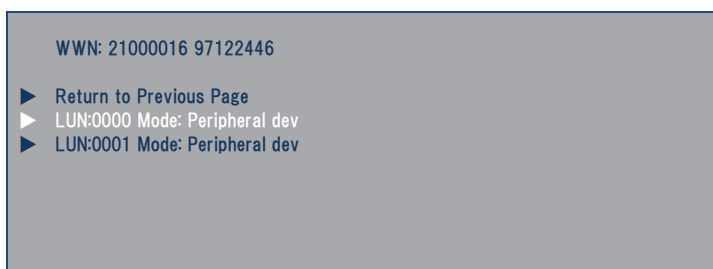 WWN: 21000016 97122446
Return to Previous Page
LUN:0000 Mode: Peripheral dev
LUN:0001 Mode: Peripheral dev